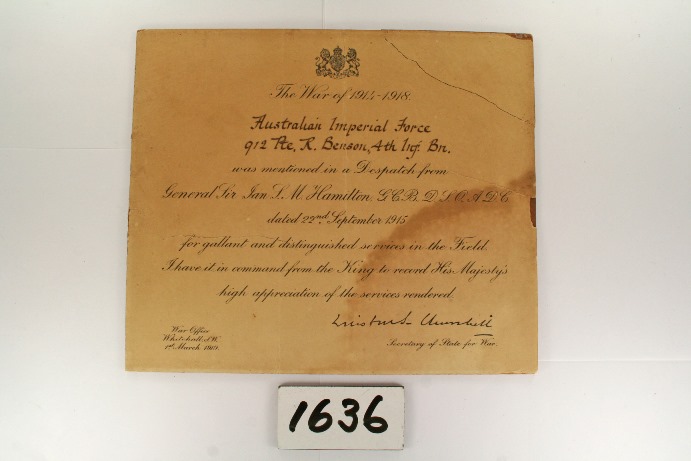 The War of 1914-1918.
Australian Imperial Force
912 Pte. R. Benson, 4th Inf. Bn.
was mentioned in a Despatch from
General Sir Ian S. M. Hamilton, G.C.B. D.S.O. A.D.C.
dated 22nd September 1915
for gallant and distinguished services in the Field.
I have it in command from the King to record His Majesty's
high appreciation of the services rendered.
Winston S. Churchill
War Office
Whitehall, S.W.
1st March 1919.
Secretary of State for War.
1636